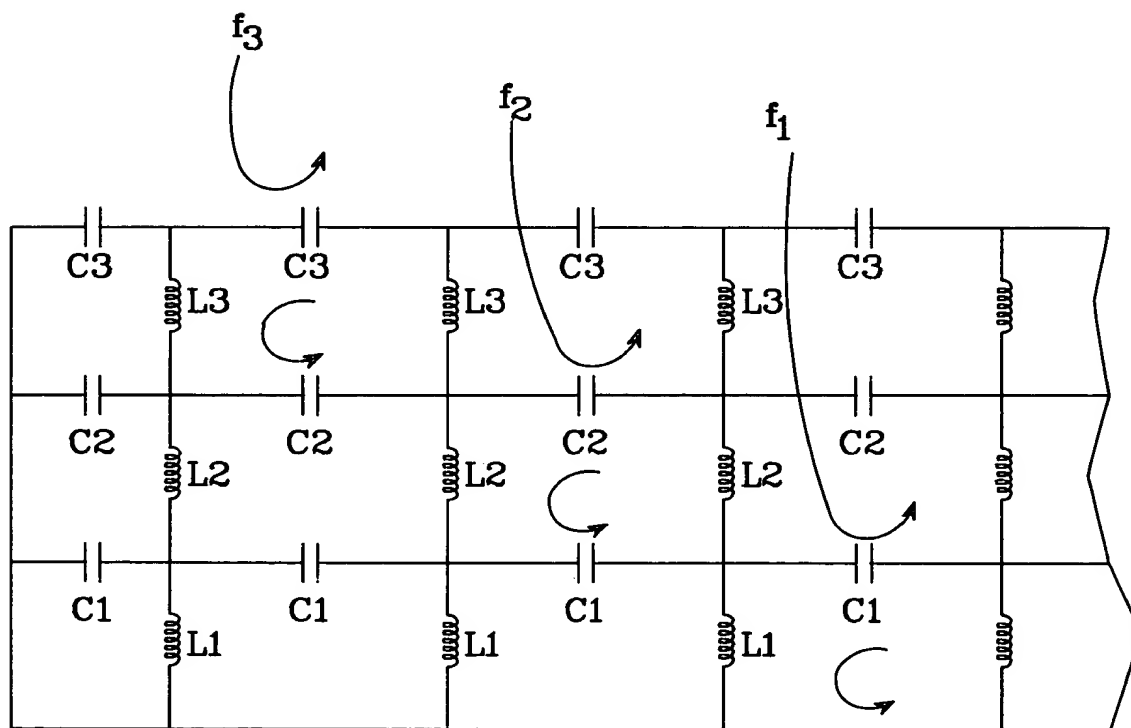 f3
f2
f1
C3 C3 C3 C3
L3 L3 L3
C2 C2 C2 C2
L2 L2 L2
C1 C1 C1 C1
L1 L1 L1